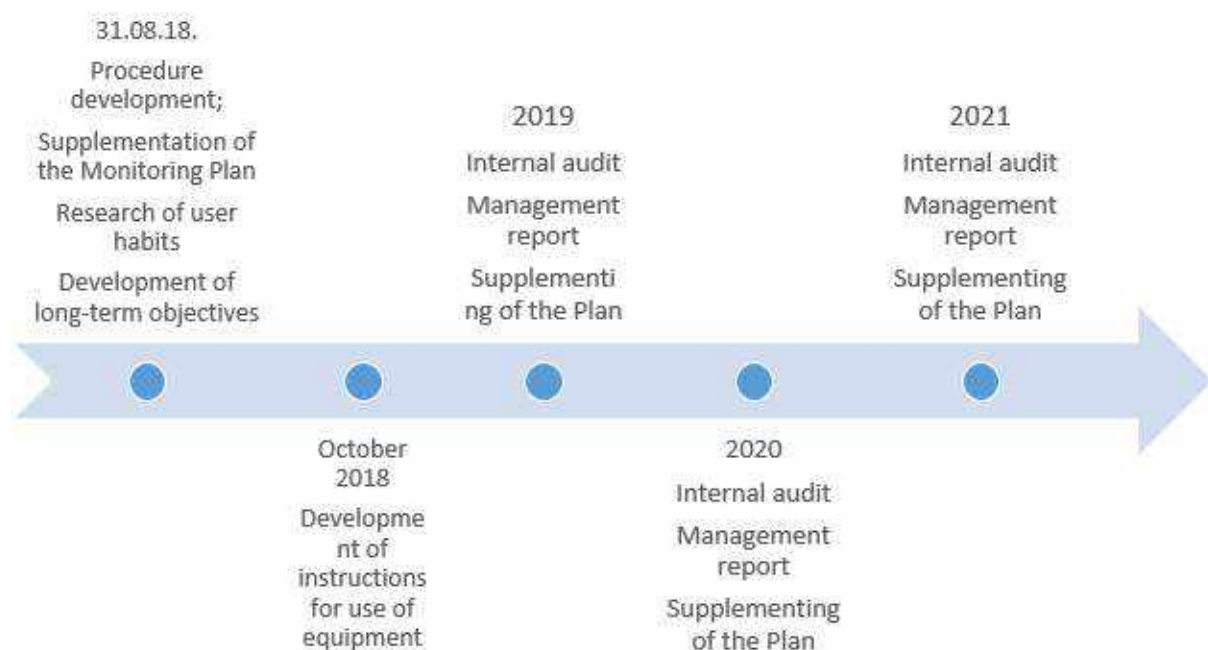 31.08.18.
Procedure
development;
Supplementation of
the Monitoring Plan
Research of user
habits
Development of
long-term objectives
October
2018
Developme
nt of
instructions
for use of
equipment
2019
Internal audit
Management
report
Supplementi
ng of the Plan
2020
Internal audit
Management
report
Supplementing
of the Plan
2021
Internal audit
Management
report
Supplementing
of the Plan